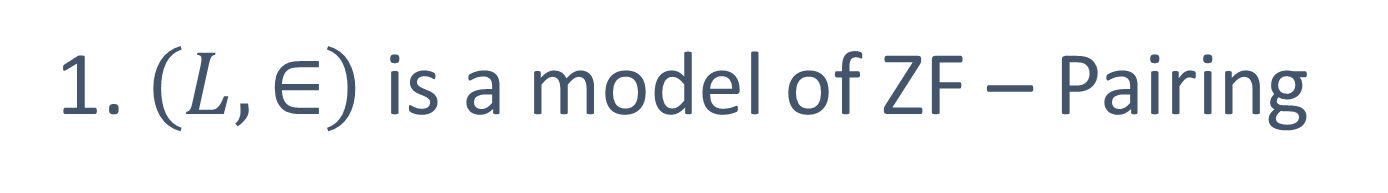 1. (𝐿, ∈) is a model of ZF – Pairing